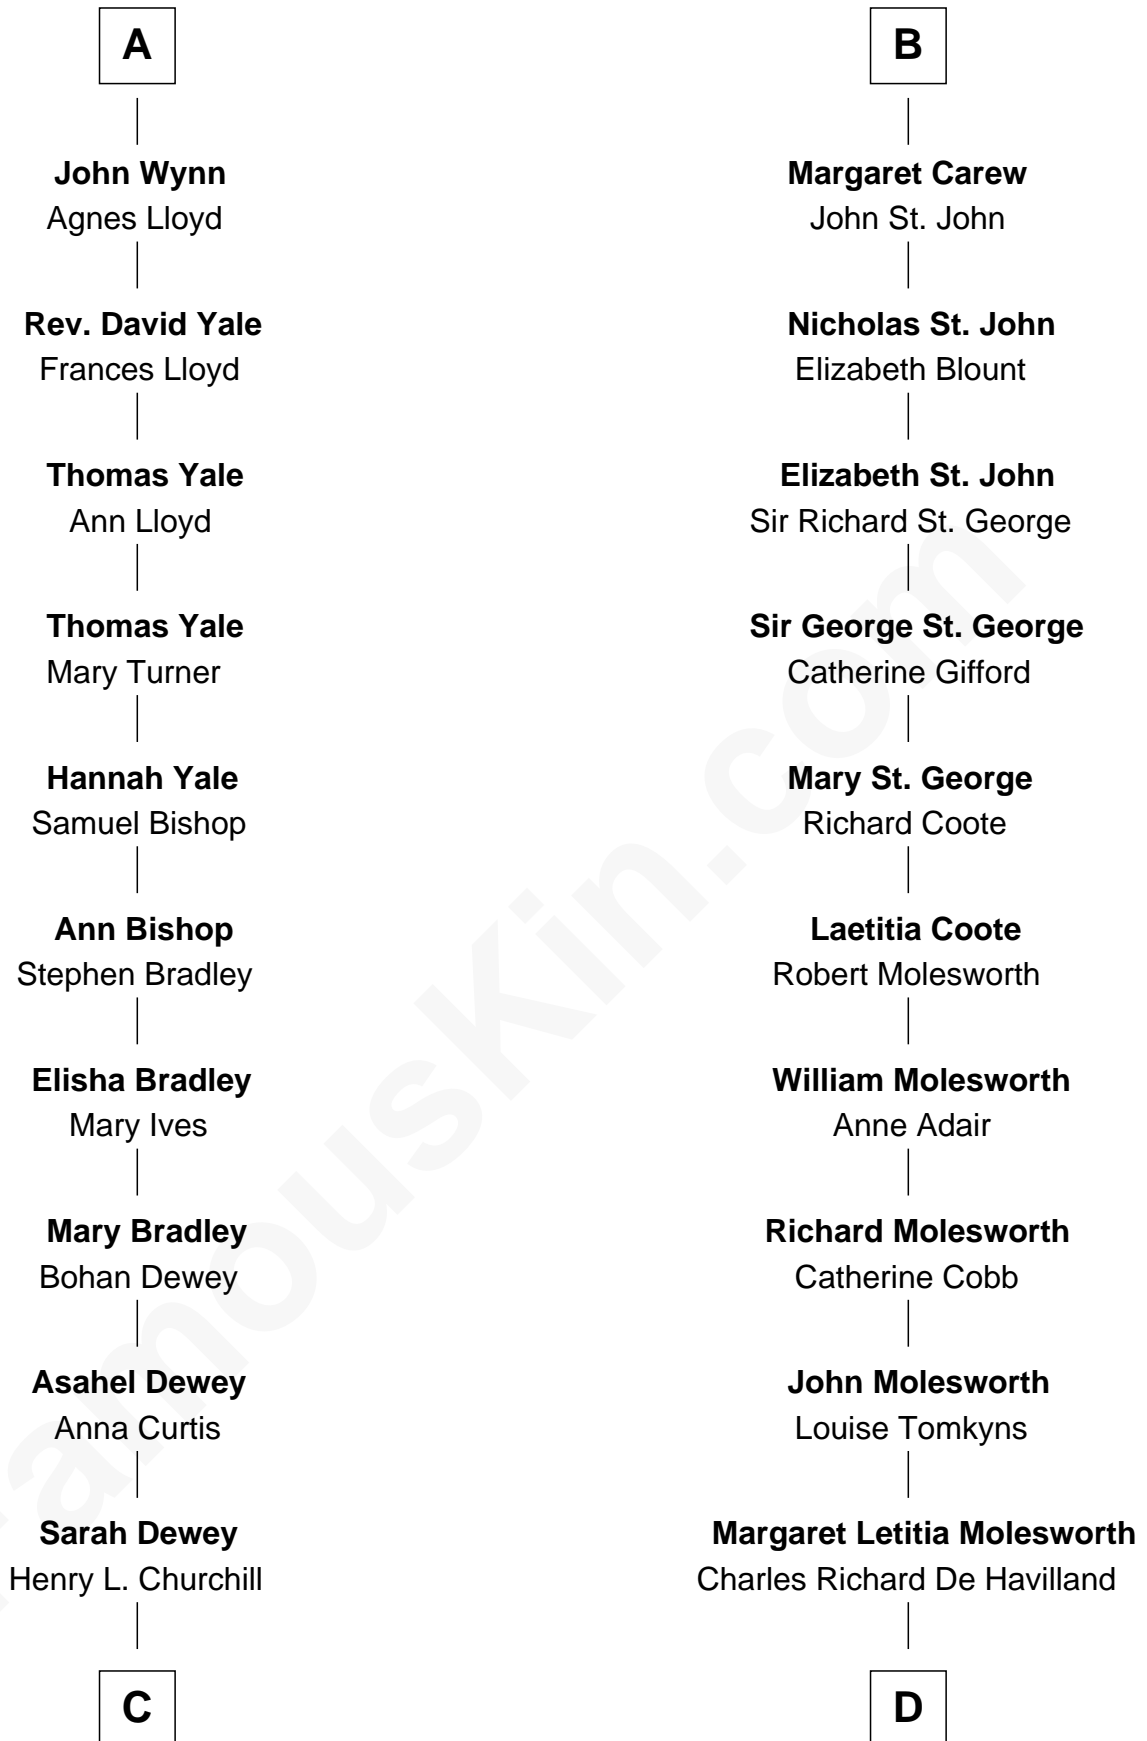 A
John Wynn
Agnes Lloyd
Rev. David Yale
Frances Lloyd
Thomas Yale
Ann Lloyd
Thomas Yale
Mary Turner
Hannah Yale
Samuel Bishop
Ann Bishop
Stephen Bradley
Elisha Bradley
Mary Ives
Mary Bradley
Bohan Dewey
Asahel Dewey
Anna Curtis
Sarah Dewey
Henry L. Churchill
C
B
Margaret Carew
John St. John
Nicholas St. John
Elizabeth Blount
Elizabeth St. John
Sir Richard St. George
Sir George St. George
Catherine Gifford
Mary St. George
Richard Coote
Laetitia Coote
Robert Molesworth
William Molesworth
Anne Adair
Richard Molesworth
Catherine Cobb
John Molesworth
Louise Tomkyns
Margaret Letitia Molesworth
Charles Richard De Havilland
D
FamousKin.com